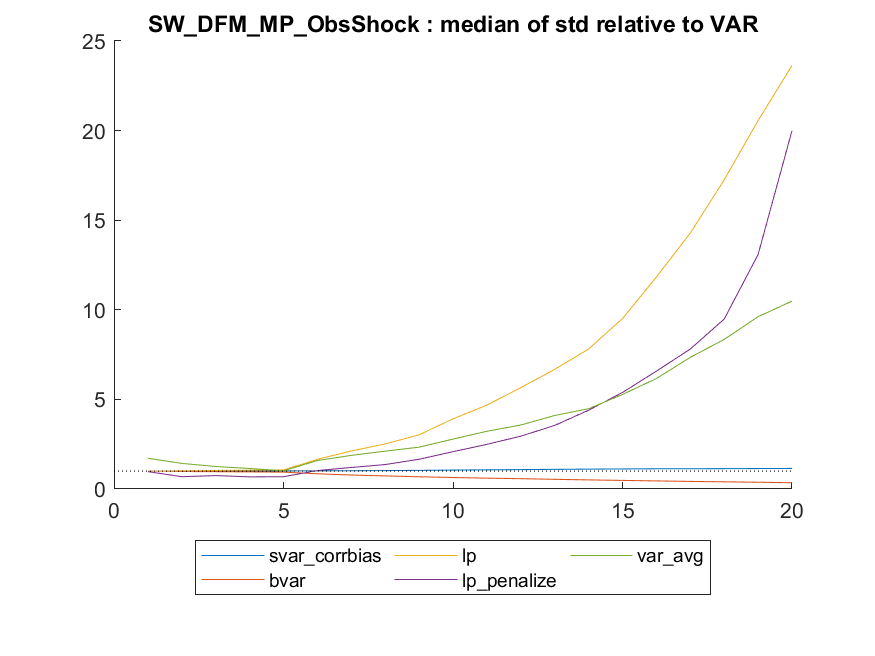 SW_DFM_MP_ObsShock : median of std relative to VAR
25
20
15
10
5
0
0 5 10 15 20
svar_corrbias lp var_avg
bvar lp_penalize